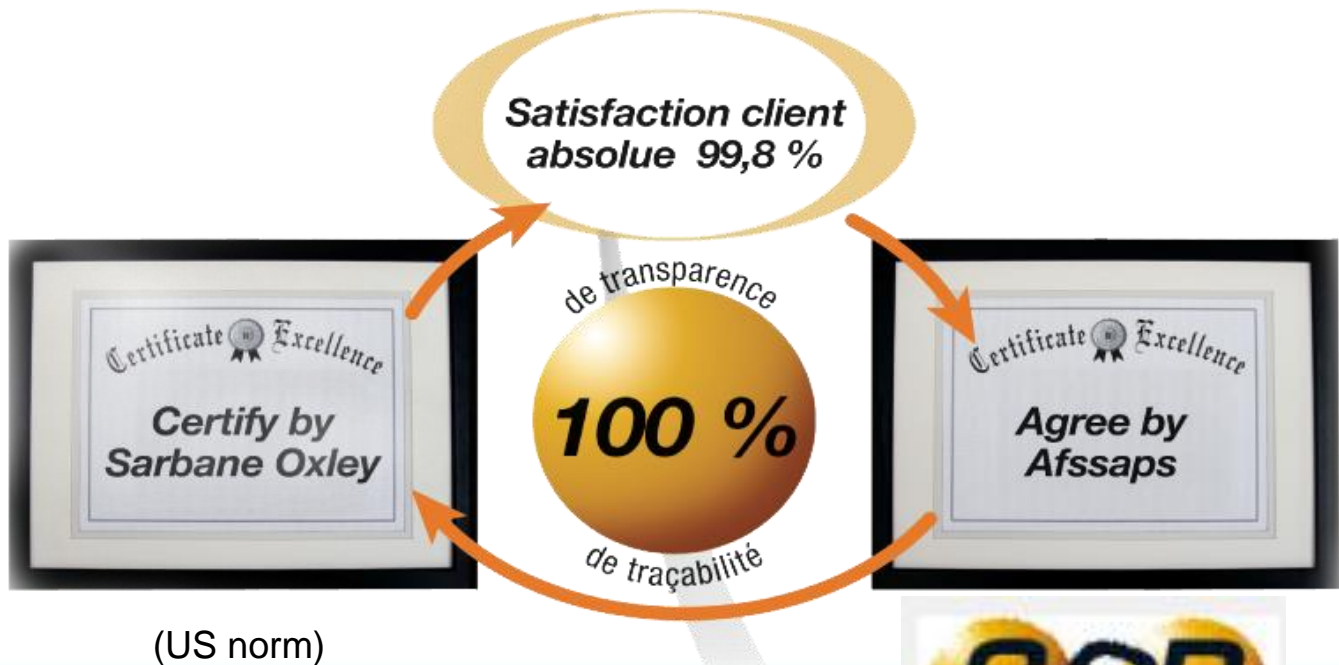 Satisfaction client
absolue 99,8 %
de transparence
100 %
de traçabilité
Certificate Excellence
Certify by
Sarbane Oxley
(US norm)
Certificate Excellence
Agree by
Afssaps